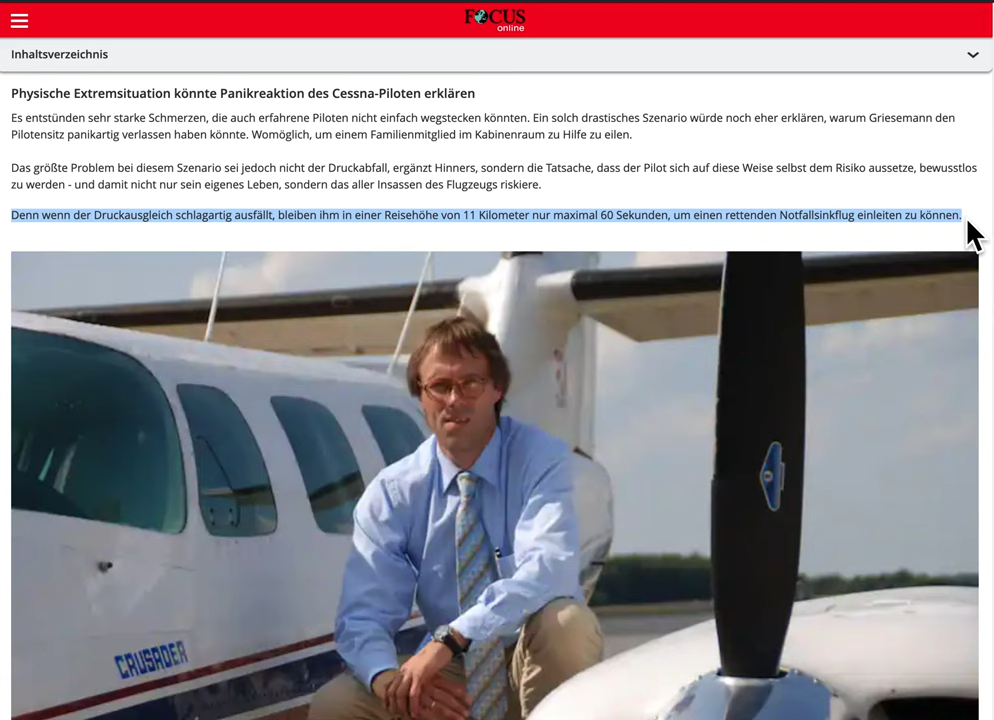 FOCUS
online
Inhaltsverzeichnis
Physische Extremsituation könnte Panikreaktion des Cessna-Piloten erklären
Es entstünden sehr starke Schmerzen, die auch erfahrene Piloten nicht einfach wegstecken könnten. Ein solch drastisches Szenario würde noch eher erklären, warum Griesemann den
Pilotensitz panikartig verlassen haben könnte. Womöglich, um einem Familienmitglied im Kabinenraum zu Hilfe zu eilen.
Das größte Problem bei diesem Szenario sei jedoch nicht der Druckabfall, ergänzt Hinners, sondern die Tatsache, dass der Pilot sich auf diese Weise selbst dem Risiko aussetze, bewusstlos
zu werden - und damit nicht nur sein eigenes Leben, sondern das aller Insassen des Flugzeugs riskiere.
Denn wenn der Druckausgleich schlagartig ausfällt, bleiben ihm in einer Reisehöhe von 11 Kilometer nur maximal 60 Sekunden, um einen rettenden Notfallsinkflug einleiten zu können.
CRUSADER